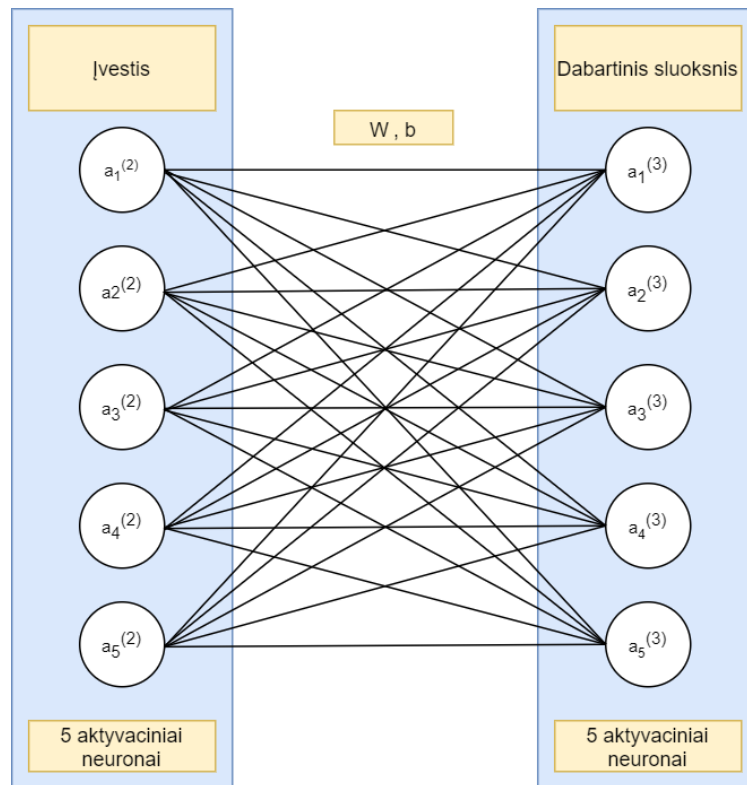 Įvestis
Dabartinis sluoksnis
W , b
a1(2)
a1(3)
a2(2)
a2(3)
a3(2)
a3(3)
a4(2)
a4(3)
a5(2)
a5(3)
5 aktyvaciniai
neuronai
5 aktyvaciniai
neuronai